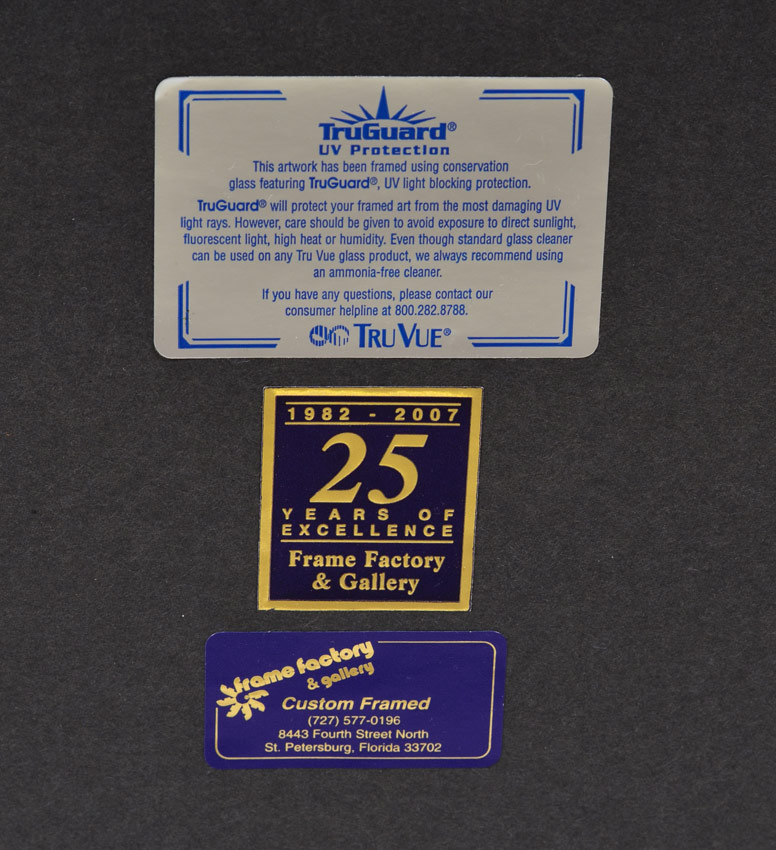 TruGuard®
UV Protection
This artwork has been framed using conservation
glass featuring TruGuard®, UV light blocking protection.
TruGuard® will protect your framed art from the most damaging UV
light rays. However, care should be given to avoid exposure to direct sunlight,
fluorescent light, high heat or humidity. Even though standard glass cleaner
can be used on any Tru Vue glass product, we always recommend using
an ammonia-free cleaner.
If you have any questions, please contact our
consumer helpline at 800.282.8788.
TRU VUE®
1982 - 2007
25
YEARS OF
EXCELLENCE
Frame Factory
& Gallery
frame factory
& gallery
Custom Framed
(727) 577-0196
8443 Fourth Street North
St. Petersburg, Florida 33702